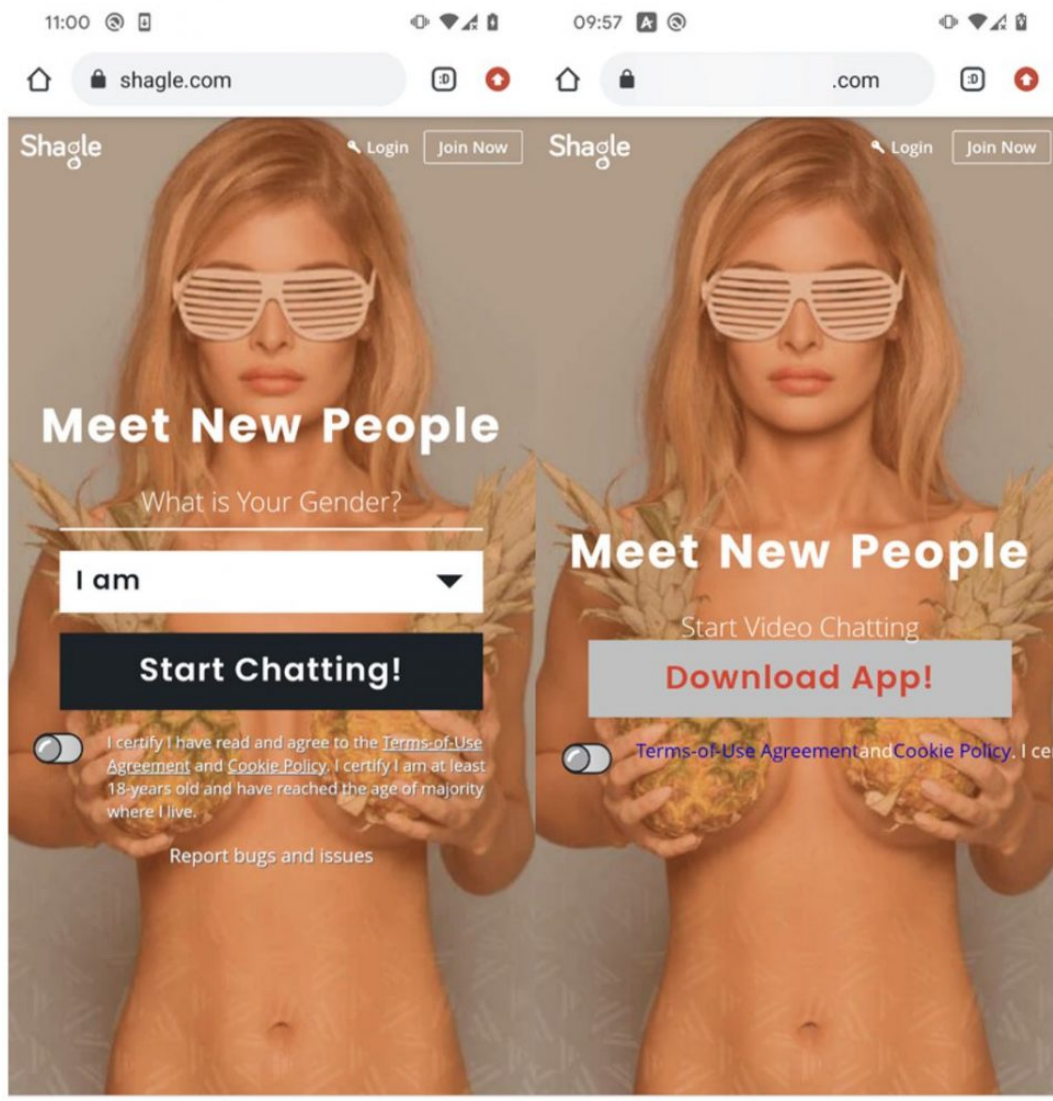 11:00
shagle.com
:D
Shagle
Login
Join Now
Meet New People
What is Your Gender?
I am
Start Chatting!
I certify I have read and agree to the Terms-of-Use
Agreement and Cookie Policy. I certify I am at least
18-years old and have reached the age of majority
where I live.
Report bugs and issues
09:57
A
.com
:D
Shagle
Login
Join Now
Meet New People
Start Video Chatting
Download App!
Terms-of-Use AgreementandCookie Policy. I ce